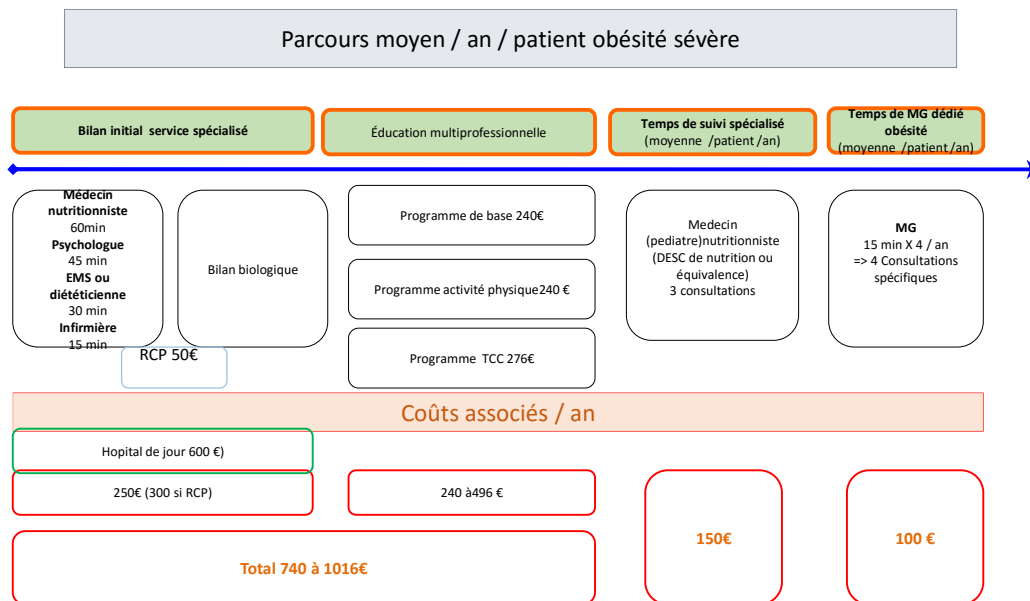 Parcours moyen / an / patient obésité sévère
Bilan initial service spécialisé
Éducation multiprofessionnelle
Temps de suivi spécialisé
(moyenne /patient /an)
Temps de MG dédié
obésité
(moyenne /patient /an)
Médecin
nutritionniste
60min
Psychologue
45 min
EMS ou
diététicienne
30 min
Infirmière
15 min
Bilan biologique
RCP 50€
Programme de base 240€
Programme activité physique240 €
Programme TCC 276€
Medecin
(pediatre)nutritionniste
(DESC de nutrition ou
équivalence)
3 consultations
MG
15 min X 4 / an
=> 4 Consultations
spécifiques
Coûts associés / an
Hopital de jour 600 €)
250€ (300 si RCP)
240 à496 €
Total 740 à 1016€
150€
100 €